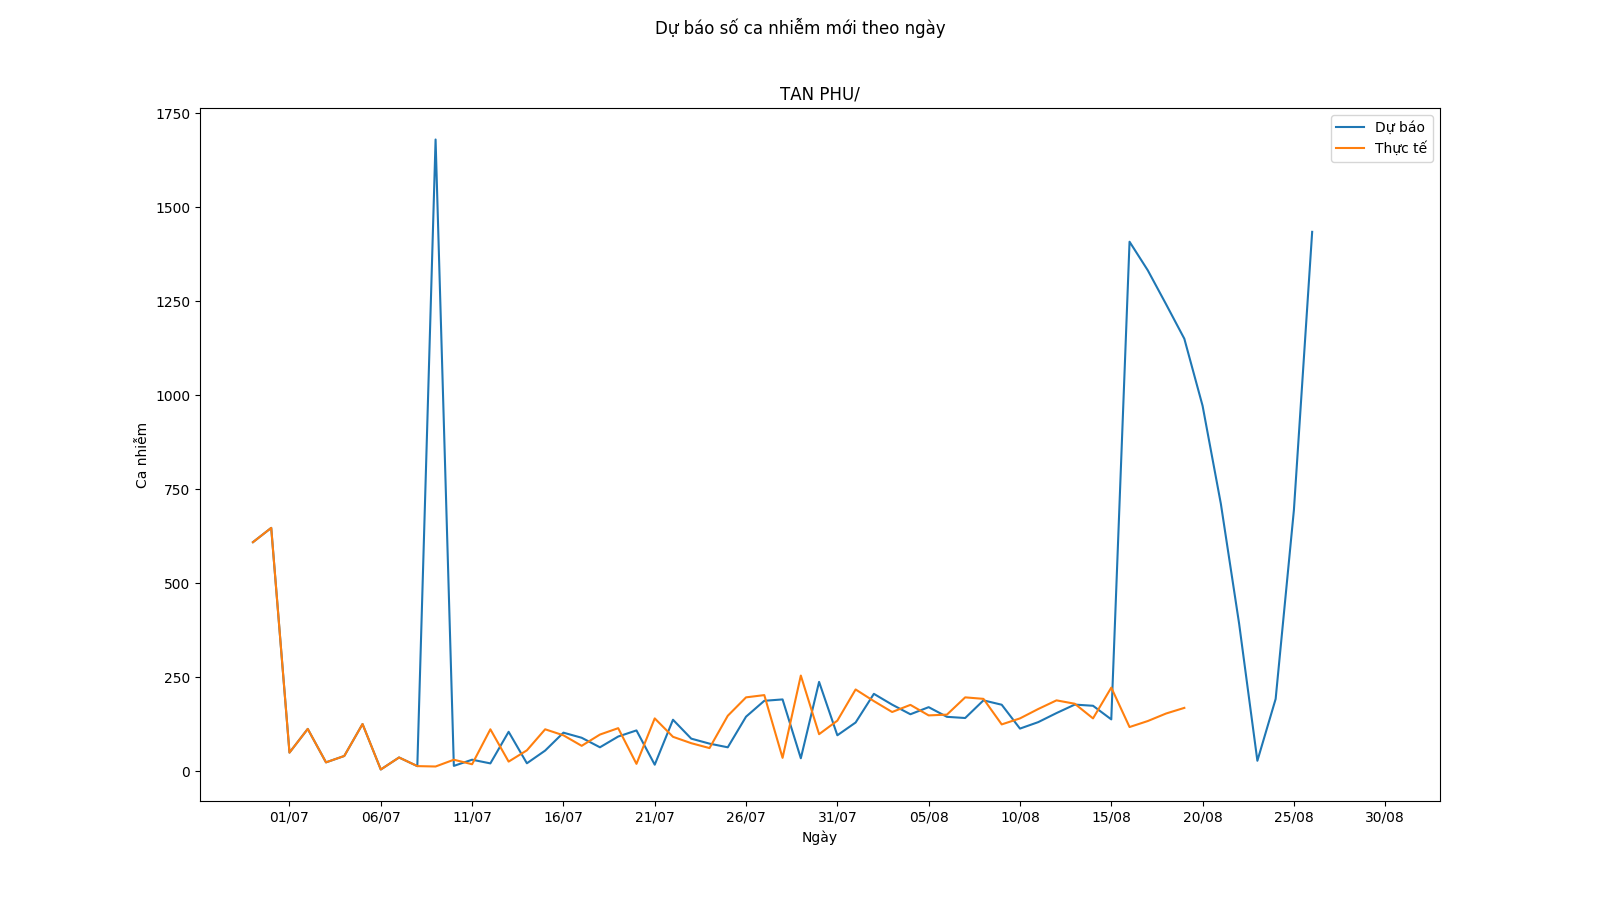 Dự báo số ca nhiễm mới theo ngày
TAN PHU/
1750
1500
1250
1000
750
500
250
0
Ca nhiễm
Dự báo
Thực tế
01/07 06/07 11/07 16/07 21/07 26/07 31/07 05/08 10/08 15/08 20/08 25/08 30/08
Ngày